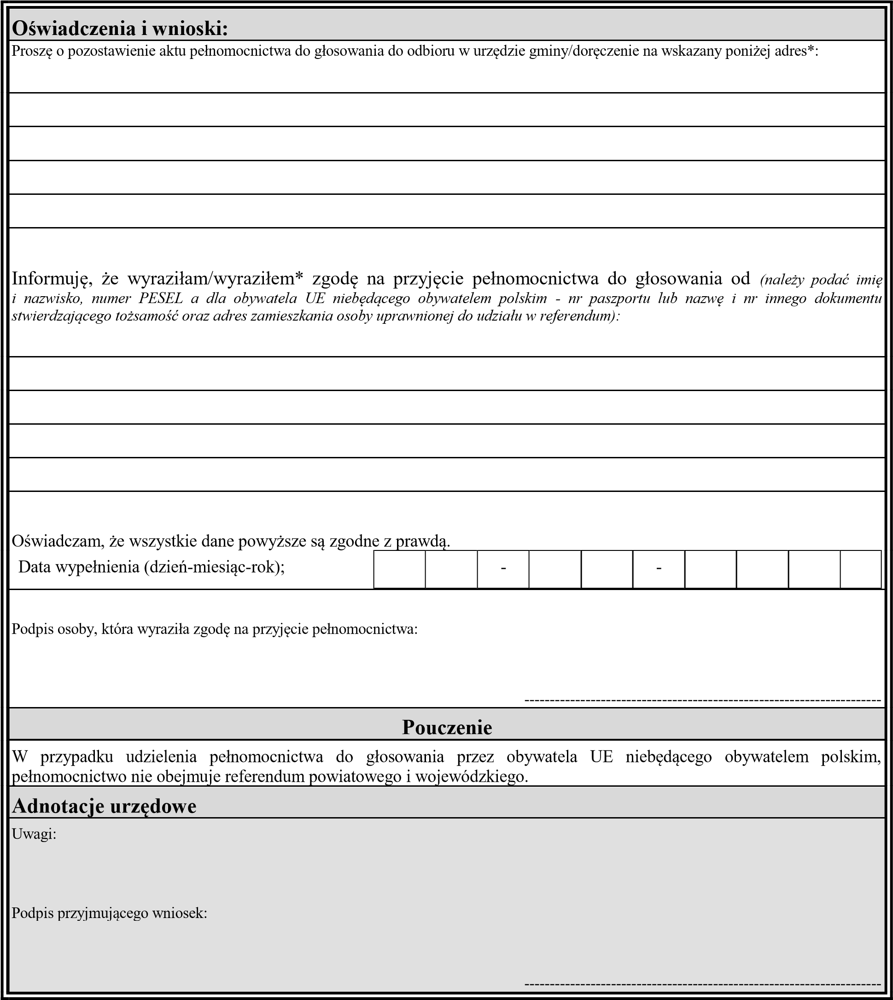 Oświadczenia i wnioski:
Proszę o pozostawienie aktu pełnomocnictwa do głosowania do odbioru w urzędzie gminy/doręczenie na wskazany poniżej adres*:
Informuję, że wyraziłam/wyraziłem* zgodę na przyjęcie pełnomocnictwa do głosowania od (należy podać imię
i nazwisko, numer PESEL a dla obywatela UE niebędącego obywatelem polskim - nr paszportu lub nazwę i nr innego dokumentu
stwierdzającego tożsamość oraz adres zamieszkania osoby uprawnionej do udziału w referendum):
Oświadczam, że wszystkie dane powyższe są zgodne z prawdą.
Data wypełnienia (dzień-miesiąc-rok); - -
Podpis osoby, która wyraziła zgodę na przyjęcie pełnomocnictwa:
Pouczenie
W przypadku udzielenia pełnomocnictwa do głosowania przez obywatela UE niebędącego obywatelem polskim,
pełnomocnictwo nie obejmuje referendum powiatowego i wojewódzkiego.
Adnotacje urzędowe
Uwagi:
Podpis przyjmującego wniosek: